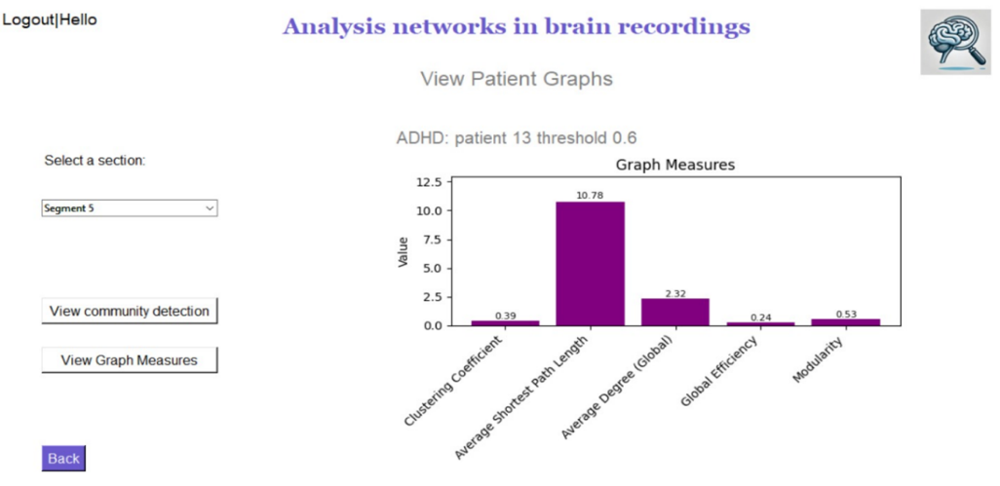 Logout|Hello
Analysis networks in brain recordings
View Patient Graphs
ADHD: patient 13 threshold 0.6
Select a section:
Segment 5
View community detection
View Graph Measures
Back
Graph Measures
Value
12.5
10.0
7.5
5.0
2.5
0.0
0.39
10.78
2.32
0.24
0.53
Clustering Coefficient
Average Shortest Path Length
Average Degree (Global)
Global Efficiency
Modularity